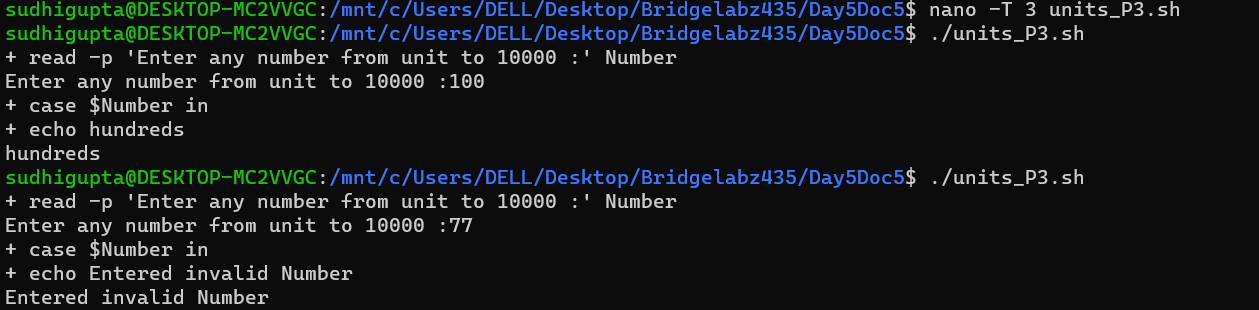 sudhigupta@DESKTOP-MC2VVGC:/mnt/c/Users/DELL/Desktop/Bridgelabz435/Day5Doc5$ nano -T 3 units_P3.sh
sudhigupta@DESKTOP-MC2VVGC:/mnt/c/Users/DELL/Desktop/Bridgelabz435/Day5Doc5$ ./units_P3.sh
+ read -p 'Enter any number from unit to 10000 :' Number
Enter any number from unit to 10000 :100
+ case $Number in
+ echo hundreds
hundreds
sudhigupta@DESKTOP-MC2VVGC:/mnt/c/Users/DELL/Desktop/Bridgelabz435/Day5Doc5$ ./units_P3.sh
+ read -p 'Enter any number from unit to 10000 :' Number
Enter any number from unit to 10000 :77
+ case $Number in
+ echo Entered invalid Number
Entered invalid Number